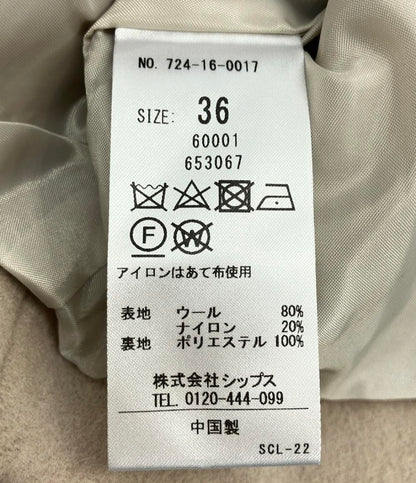 NO. 724-16-0017
SIZE: 36
60001
653067
F W
アイロンはあて布使用
表地 ウール 80%
ナイロン 20%
裏地 ポリエステル 100%
株式会社シップス
TEL. 0120-444-099
中国製
SCL-22